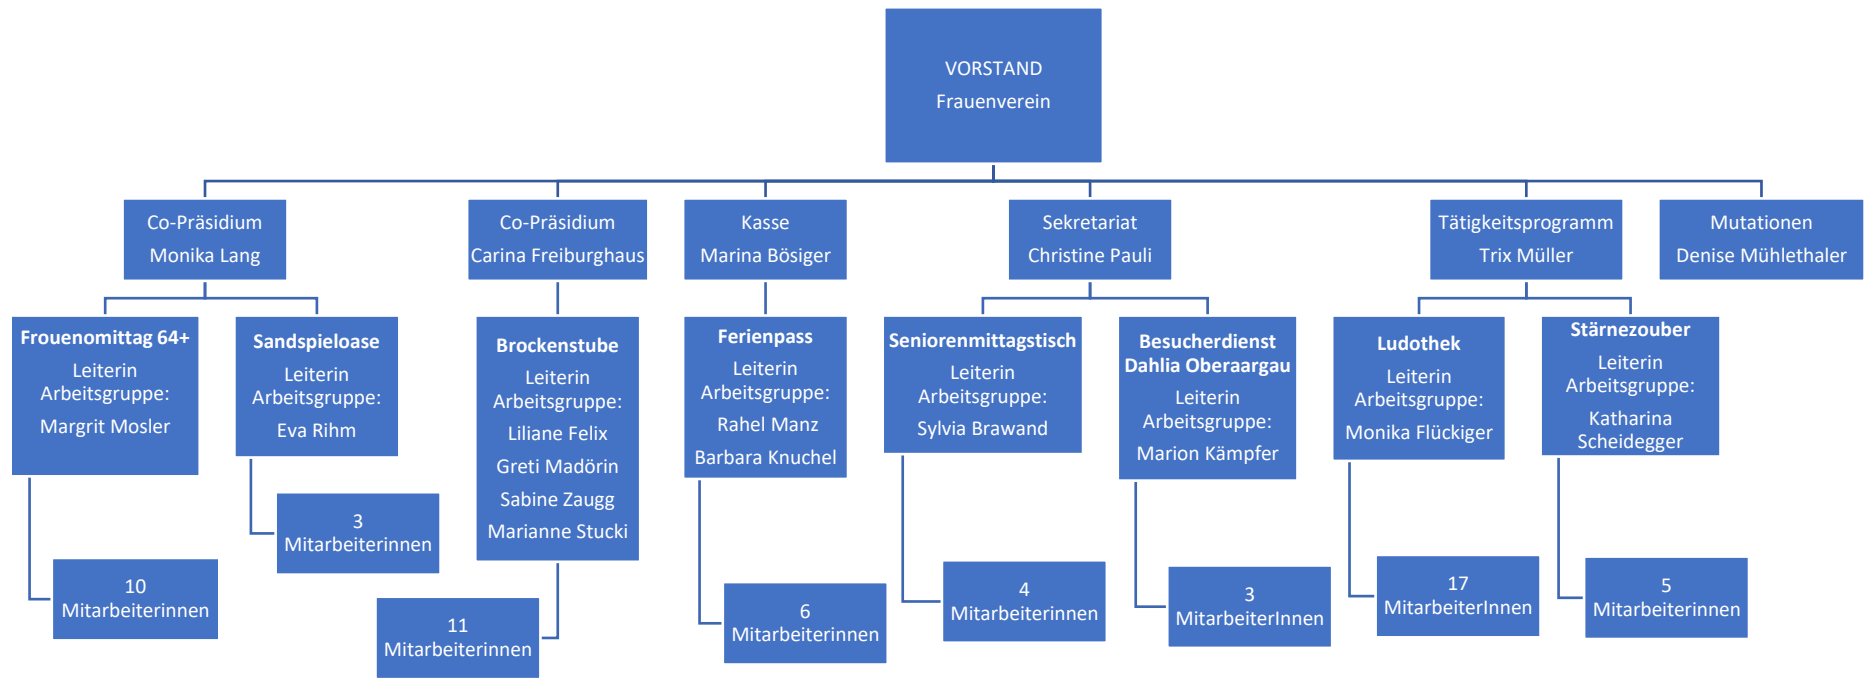 VORSTAND
Frauenverein
Co-Präsidium
Monika Lang
Co-Präsidium
Carina Freiburghaus
Kasse
Marina Bösiger
Sekretariat
Christine Pauli
Tätigkeitsprogramm
Trix Müller
Mutationen
Denise Mühlethaler
Frouenomittag 64+
Leiterin
Arbeitsgruppe:
Margrit Mosler
Sandspieloase
Leiterin
Arbeitsgruppe:
Eva Rihm
Brockenstube
Leiterin
Arbeitsgruppe:
Liliane Felix
Greti Madörin
Sabine Zaugg
Marianne Stucki
Ferienpass
Leiterin
Arbeitsgruppe:
Rahel Manz
Barbara Knuchel
Seniorenmittagstisch
Leiterin
Arbeitsgruppe:
Sylvia Brawand
Besucherdienst
Dahlia Oberaargau
Leiterin
Arbeitsgruppe:
Marion Kämpfer
Ludothek
Leiterin
Arbeitsgruppe:
Monika Flückiger
Stärnezouber
Leiterin
Arbeitsgruppe:
Katharina
Scheidegger
10
Mitarbeiterinnen
3
Mitarbeiterinnen
11
Mitarbeiterinnen
6
Mitarbeiterinnen
4
Mitarbeiterinnen
3
MitarbeiterInnen
17
MitarbeiterInnen
5
Mitarbeiterinnen